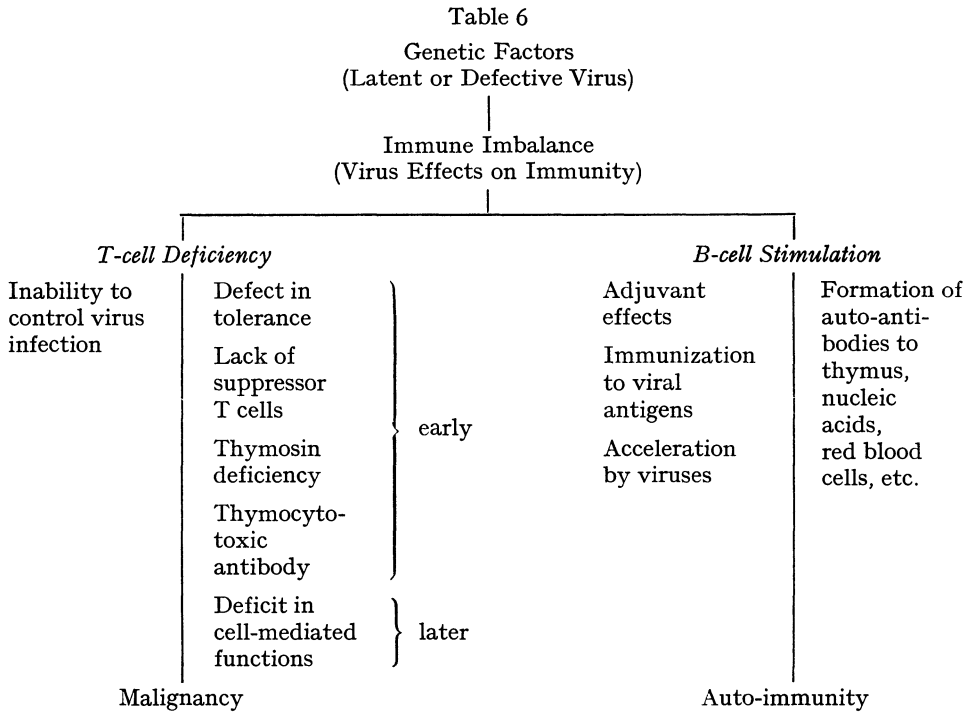 Table 6
Genetic Factors
(Latent or Defective Virus)
Immune Imbalance
(Virus Effects on Immunity)
T-cell Deficiency
Inability to
control virus
infection
Defect in
tolerance
Lack of
suppressor
T cells
Thymosin
deficiency
Thymocyto-
toxic
antibody
early
Deficit in
cell-mediated
functions
later
Malignancy
B-cell Stimulation
Adjuvant
effects
Immunization
to viral
antigens
Acceleration
by viruses
Formation of
auto-anti-
bodies to
thymus,
nucleic
acids,
red blood
cells, etc.
Auto-immunity